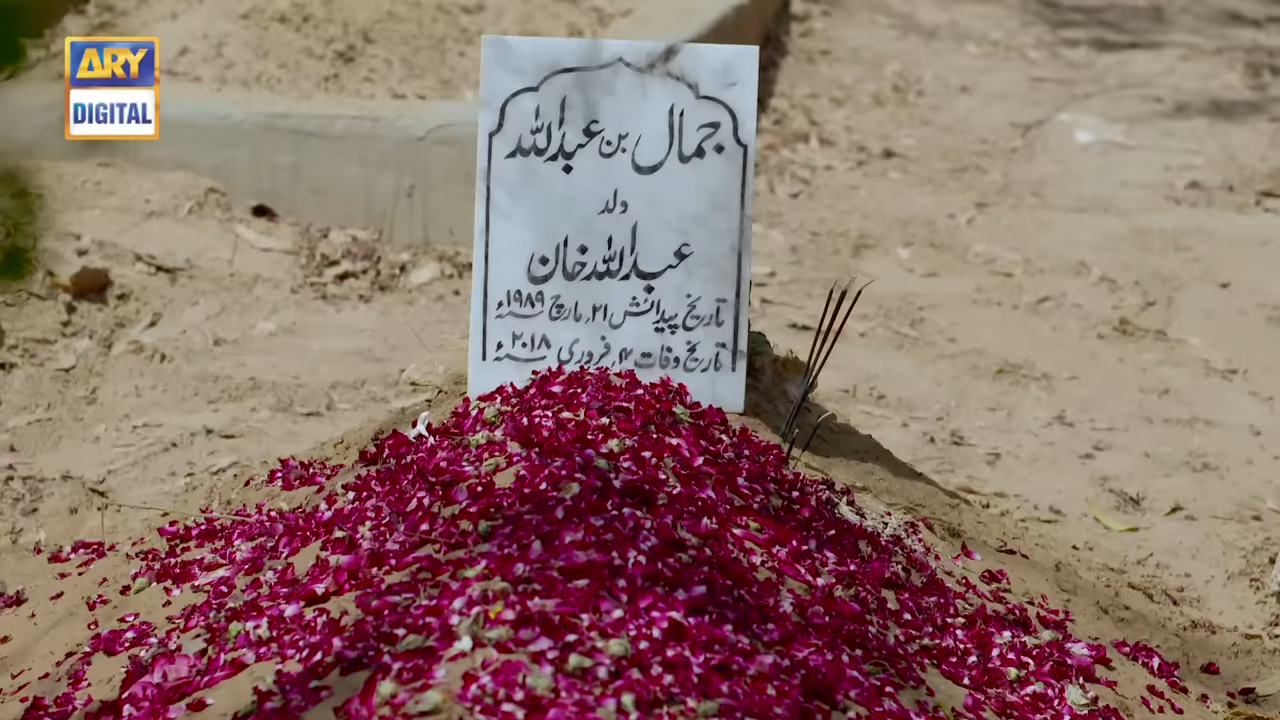 ARY
DIGITAL
جمال بن عبداللہ
ولد
عبداللہ خان
تاریخ پیدائش ۲۱؍ مارچ ۱۹۸۹ء
تاریخ وفات ۴؍ فروری ۲۰۱۸ء